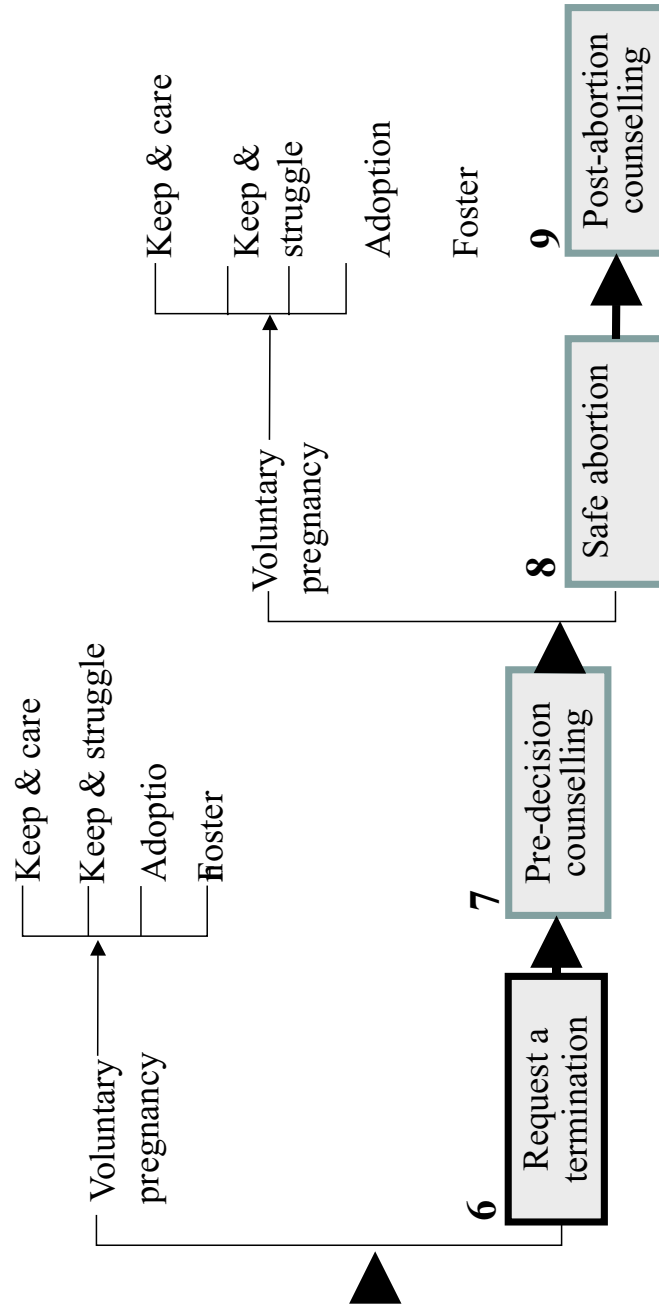 Voluntary
pregnancy
Keep & care
Keep & struggle
Adoptio
n
Foster
6
Request a
termination
7
Pre-decision
counselling
Voluntary
pregnancy
Keep & care
Keep &
struggle
Adoption
Foster
8
Safe abortion
9
Post-abortion
counselling